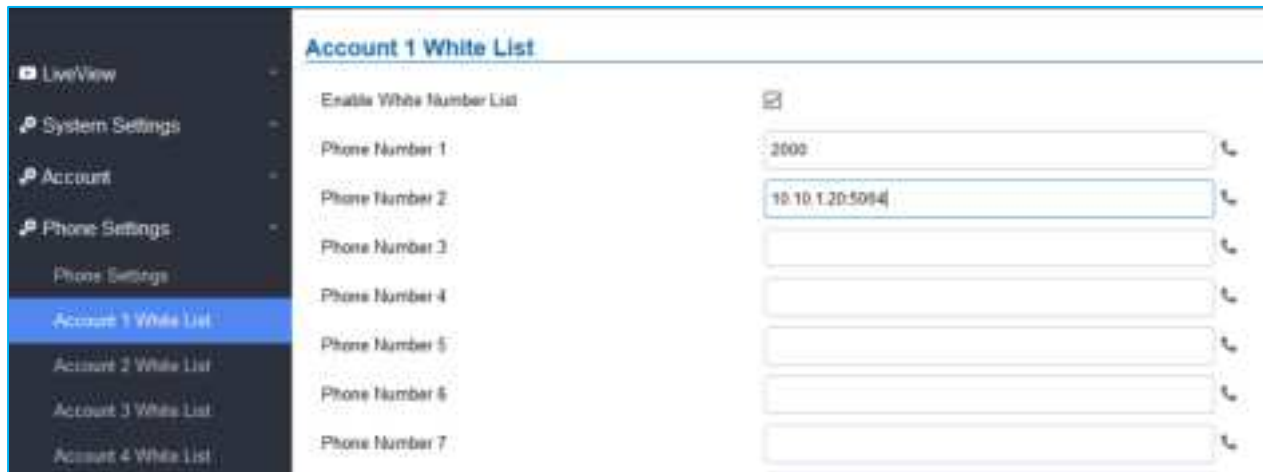 Account 1 White List
LiveView
System Settings
Account
Phone Settings
Phone Settings
Account 1 White List
Account 2 White List
Account 3 White List
Account 4 White List
Enable White Number List
Phone Number 1
2000
Phone Number 2
10.10.1.20:5064
Phone Number 3
Phone Number 4
Phone Number 5
Phone Number 6
Phone Number 7